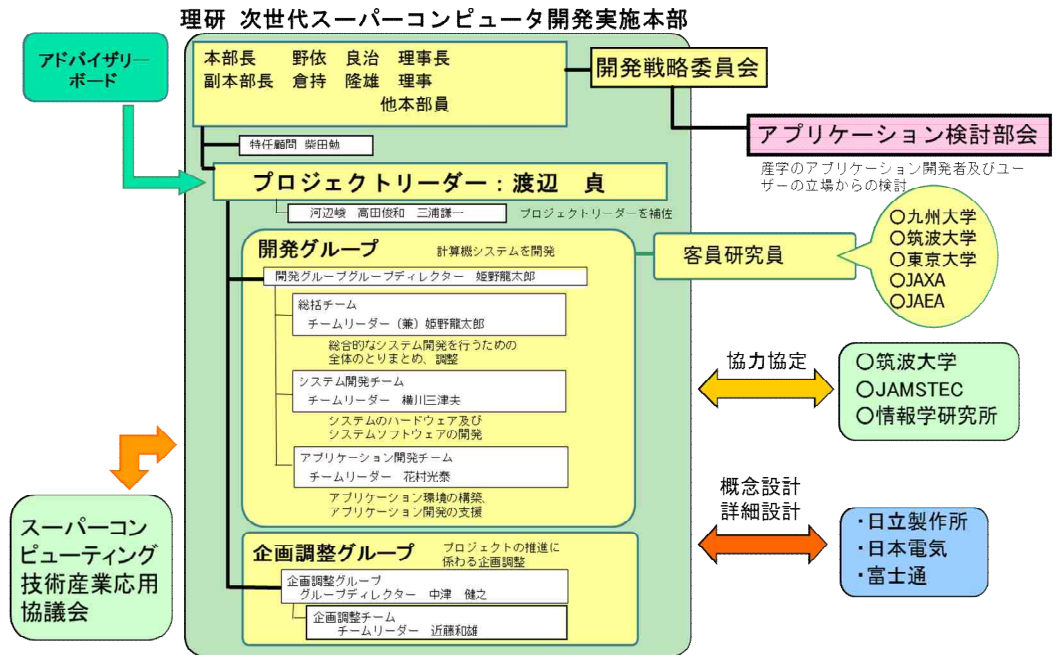 理研 次世代スーパーコンピュータ開発実施本部
アドバイザリー
ボード
本部長 野依 良治 理事長
副本部長 倉持 隆雄 理事
他本部員
開発戦略委員会
アプリケーション検討部会
産学のアプリケーション開発者及びユー
ザーの立場からの検討
特任顧問 柴田勉
プロジェクトリーダー：渡辺 貞
河辺峻 高田俊和 三浦謙一
プロジェクトリーダーを補佐
開発グループ
計算機システムを開発
開発グループグループディレクター 姫野龍太郎
総括チーム
チームリーダー（兼）姫野龍太郎
総合的なシステム開発を行うための
全体のとりまとめ、調整
システム開発チーム
チームリーダー 横川三津夫
システムのハードウェア及び
システムソフトウェアの開発
アプリケーション開発チーム
チームリーダー 花村光泰
アプリケーション環境の構築、
アプリケーション開発の支援
客員研究員
○九州大学
○筑波大学
○東京大学
○JAXA
○JAEA
協力協定
○筑波大学
○JAMSTEC
○情報学研究所
概念設計
詳細設計
・日立製作所
・日本電気
・富士通
スーパーコン
ピューティング
技術産業応用
協議会
企画調整グループ
プロジェクトの推進に
係わる企画調整
企画調整グループ
グループディレクター 中津 健之
企画調整チーム
チームリーダー 近藤和雄